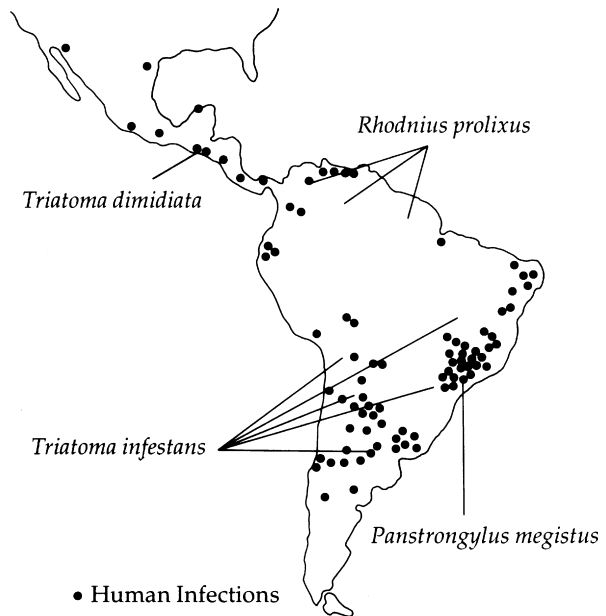 Rhodnius prolixus
Triatoma dimidiata
Triatoma infestans
Panstrongylus megistus
• Human Infections